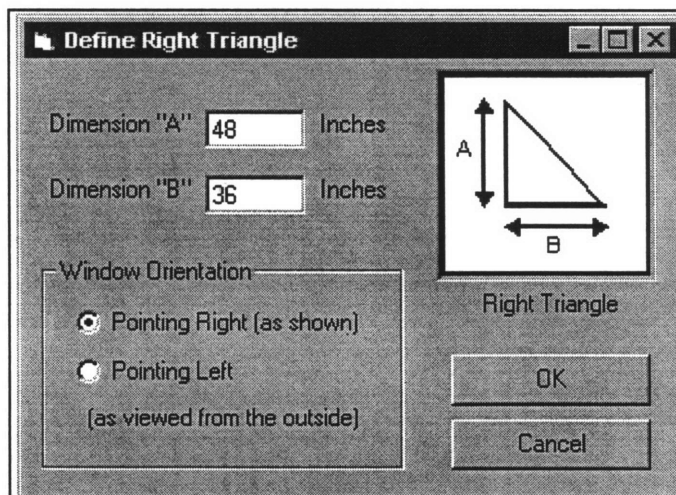 Define Right Triangle
Dimension "A" 48 Inches
Dimension "B" 36 Inches
A
B
Right Triangle
Window Orientation
Pointing Right (as shown)
Pointing Left
(as viewed from the outside)
OK
Cancel